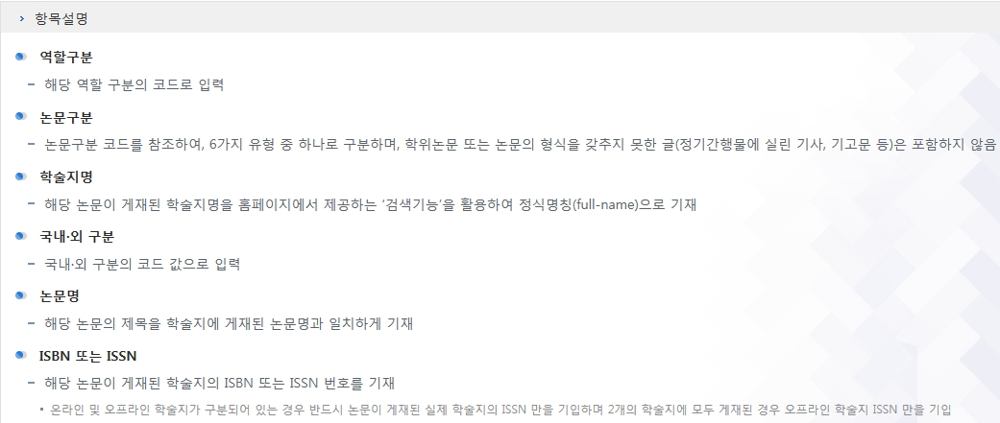 › 항목설명
역할구분
- 해당 역할 구분의 코드로 입력
논문구분
- 논문구분 코드를 참조하여, 6가지 유형 중 하나로 구분하며, 학위논문 또는 논문의 형식을 갖추지 못한 글(정기간행물에 실린 기사, 기고문 등)은 포함하지 않음
학술지명
- 해당 논문이 게재된 학술지명을 홈페이지에서 제공하는 ‘검색기능’을 활용하여 정식명칭(full-name)으로 기재
국내·외 구분
- 국내·외 구분의 코드 값으로 입력
논문명
- 해당 논문의 제목을 학술지에 게재된 논문명과 일치하게 기재
ISBN 또는 ISSN
- 해당 논문이 게재된 학술지의 ISBN 또는 ISSN 번호를 기재
• 온라인 및 오프라인 학술지가 구분되어 있는 경우 반드시 논문이 게재된 실제 학술지의 ISSN 만을 기입하며 2개의 학술지에 모두 게재된 경우 오프라인 학술지 ISSN 만을 기입